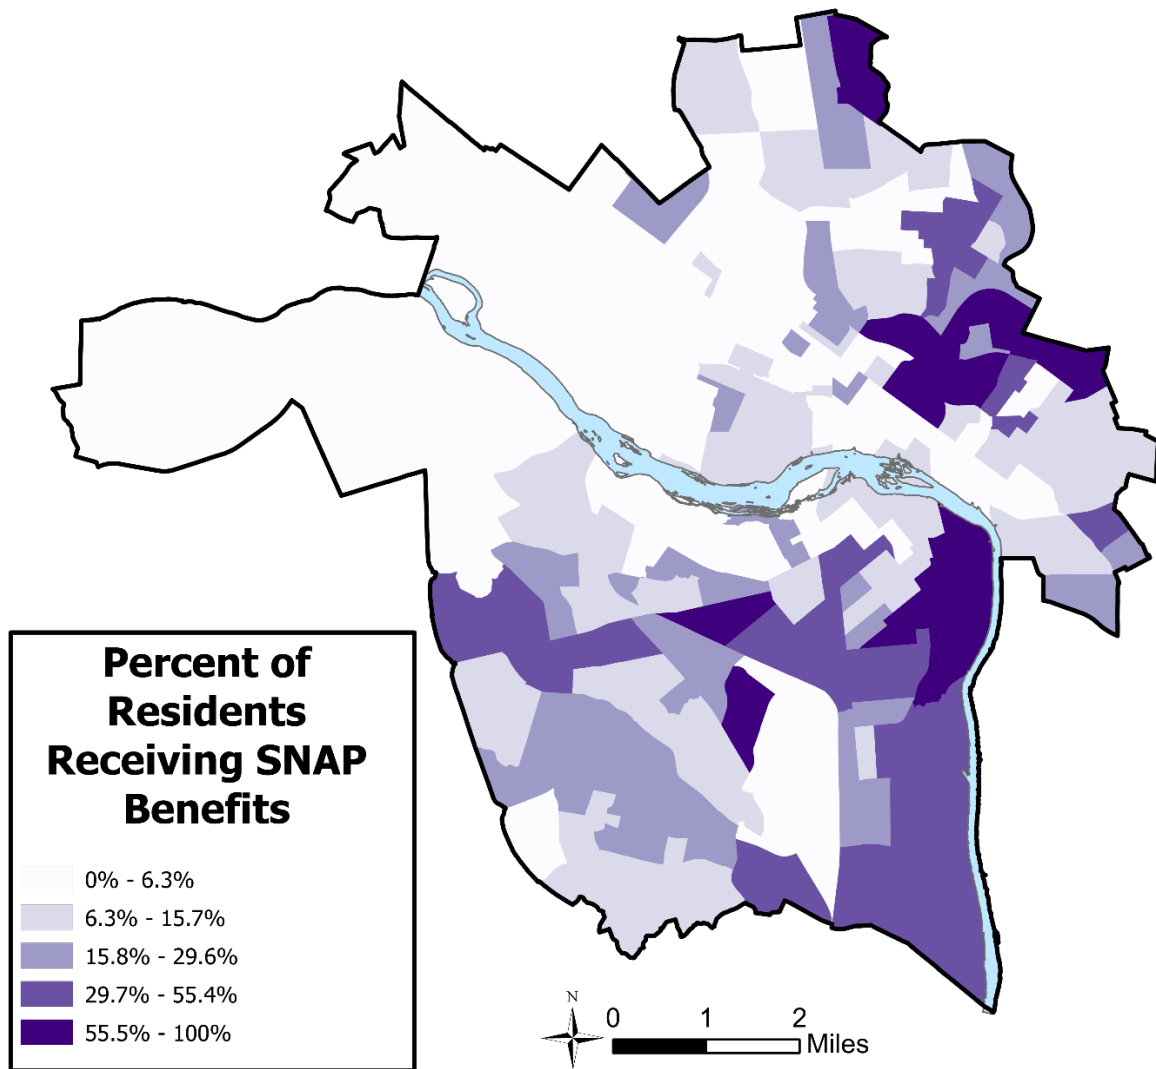 Percent of
Residents
Receiving SNAP
Benefits
0% - 6.3%
6.3% - 15.7%
15.8% - 29.6%
29.7% - 55.4%
55.5% - 100%
N
0 1 2
Miles